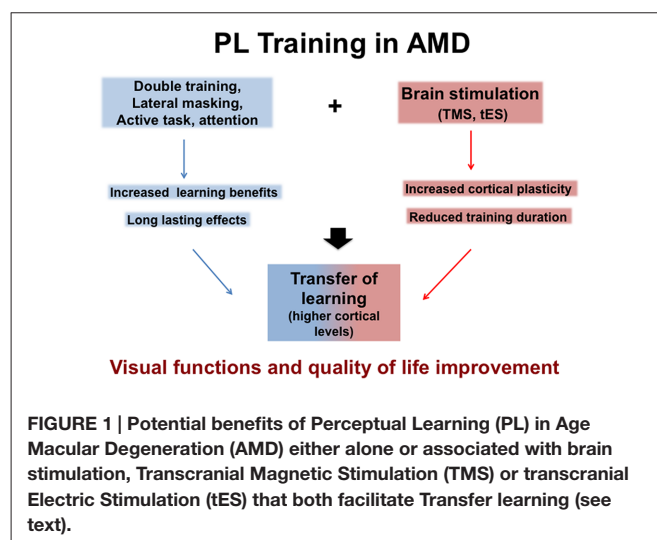 PL Training in AMD
Double training,
Lateral masking,
Active task, attention
+
Brain stimulation
(TMS, tES)
Increased learning benefits
Long lasting effects
Increased cortical plasticity
Reduced training duration
Transfer of
learning
(higher cortical
levels)
Visual functions and quality of life improvement
FIGURE 1 | Potential benefits of Perceptual Learning (PL) in Age
Macular Degeneration (AMD) either alone or associated with brain
stimulation, Transcranial Magnetic Stimulation (TMS) or transcranial
Electric Stimulation (tES) that both facilitate Transfer learning (see
text).